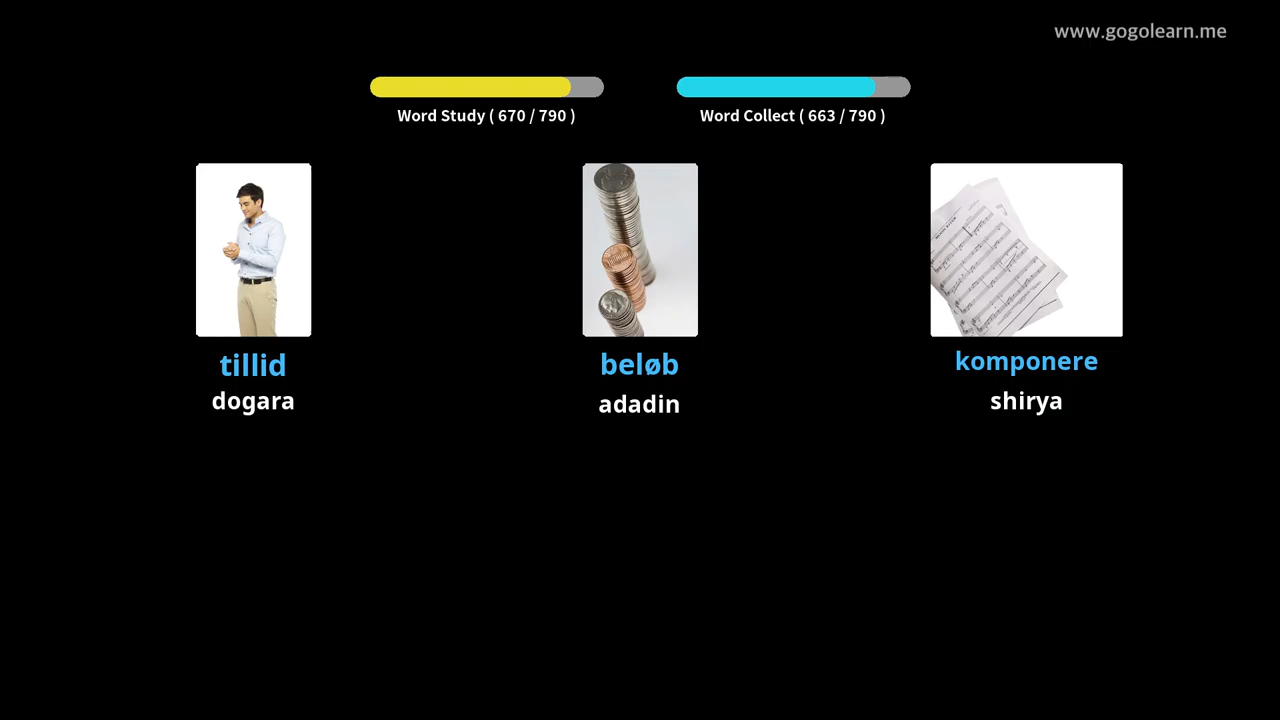 www.gogolearn.me
Word Study ( 670 / 790 )
Word Collect ( 663 / 790 )
tillid
beløb
komponere
dogara
adadin
shirya